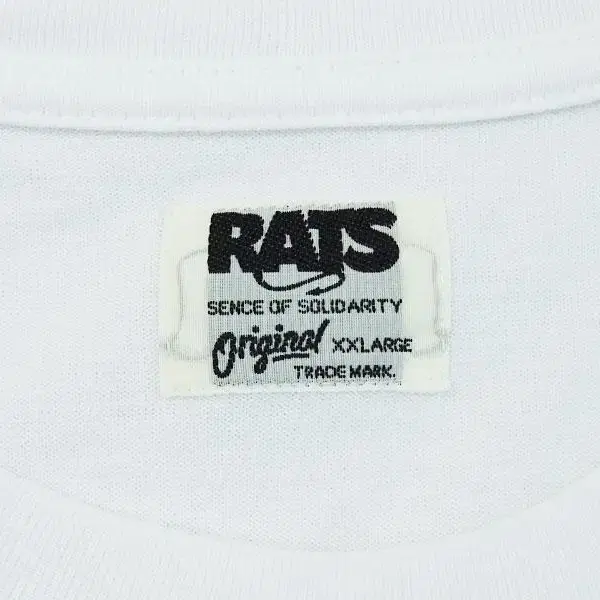 RATS
SENCE OF SOLIDARITY
Original XXLARGE
TRADE MARK.